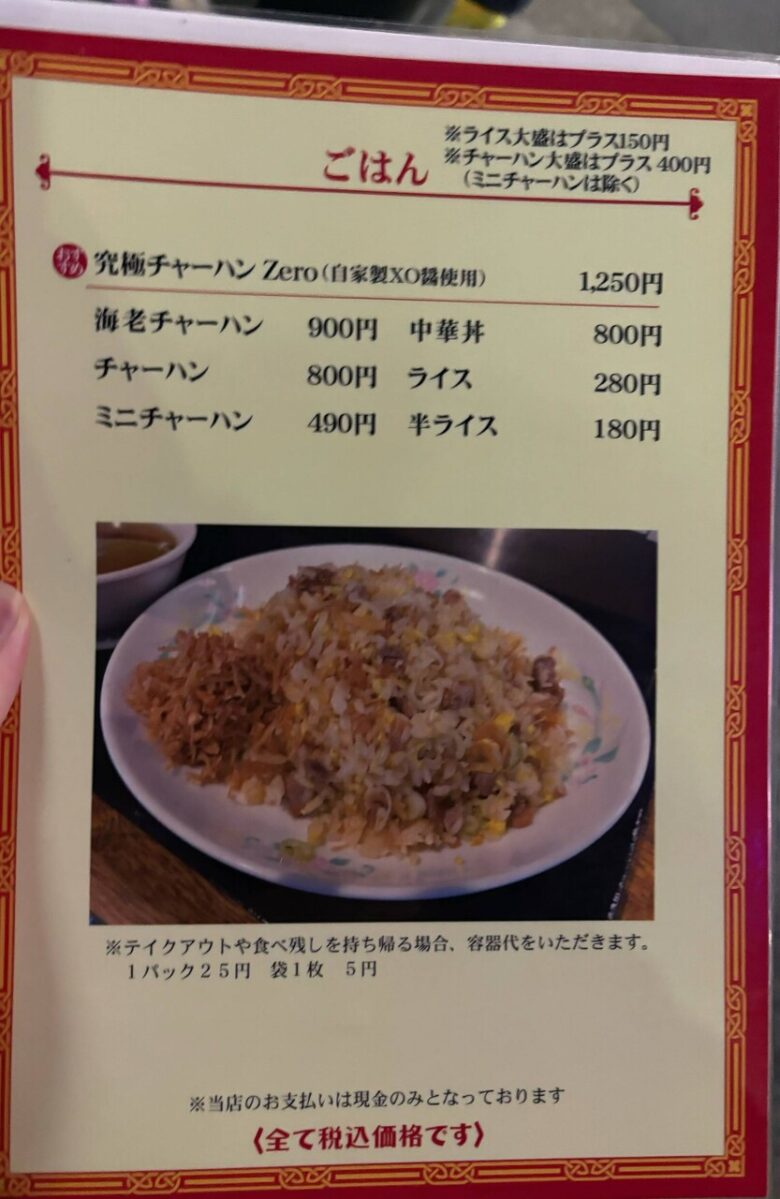 ※ライス大盛はプラス150円
※チャーハン大盛はプラス400円
(ミニチャーハンは除く)
ごはん
おすすめ 究極チャーハン Zero(自家製XO醤使用) 1,250円
海老チャーハン 900円 中華丼 800円
チャーハン 800円 ライス 280円
ミニチャーハン 490円 半ライス 180円
※テイクアウトや食べ残しを持ち帰る場合、容器代をいただきます。
１パック２５円 袋１枚 ５円
※当店のお支払いは現金のみとなっております
〈全て税込価格です〉